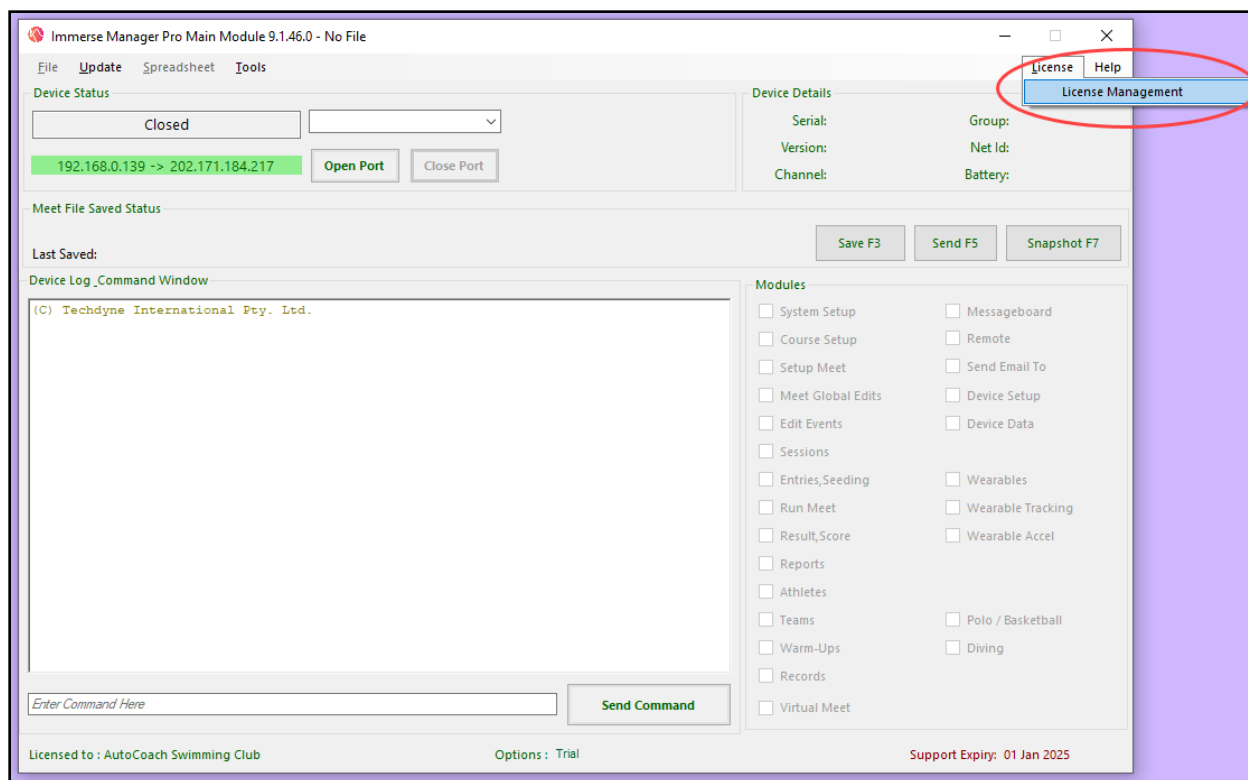 Immerse Manager Pro Main Module 9.1.46.0 - No File
File Update Spreadsheet Tools License Help
License Management
Device Status
Closed
192.168.0.139 -> 202.171.184.217 Open Port Close Port
Device Details
Serial: Group:
Version: Net Id:
Channel: Battery:
Meet File Saved Status
Last Saved:
Save F3 Send F5 Snapshot F7
Device Log _Command Window
(C) Techdyne International Pty. Ltd.
Enter Command Here Send Command
Modules
System Setup Messageboard
Course Setup Remote
Setup Meet Send Email To
Meet Global Edits Device Setup
Edit Events Device Data
Sessions
Entries,Seeding Wearables
Run Meet Wearable Tracking
Result,Score Wearable Accel
Reports
Athletes
Teams Polo / Basketball
Warm-Ups Diving
Records
Virtual Meet
Licensed to : AutoCoach Swimming Club Options : Trial Support Expiry: 01 Jan 2025